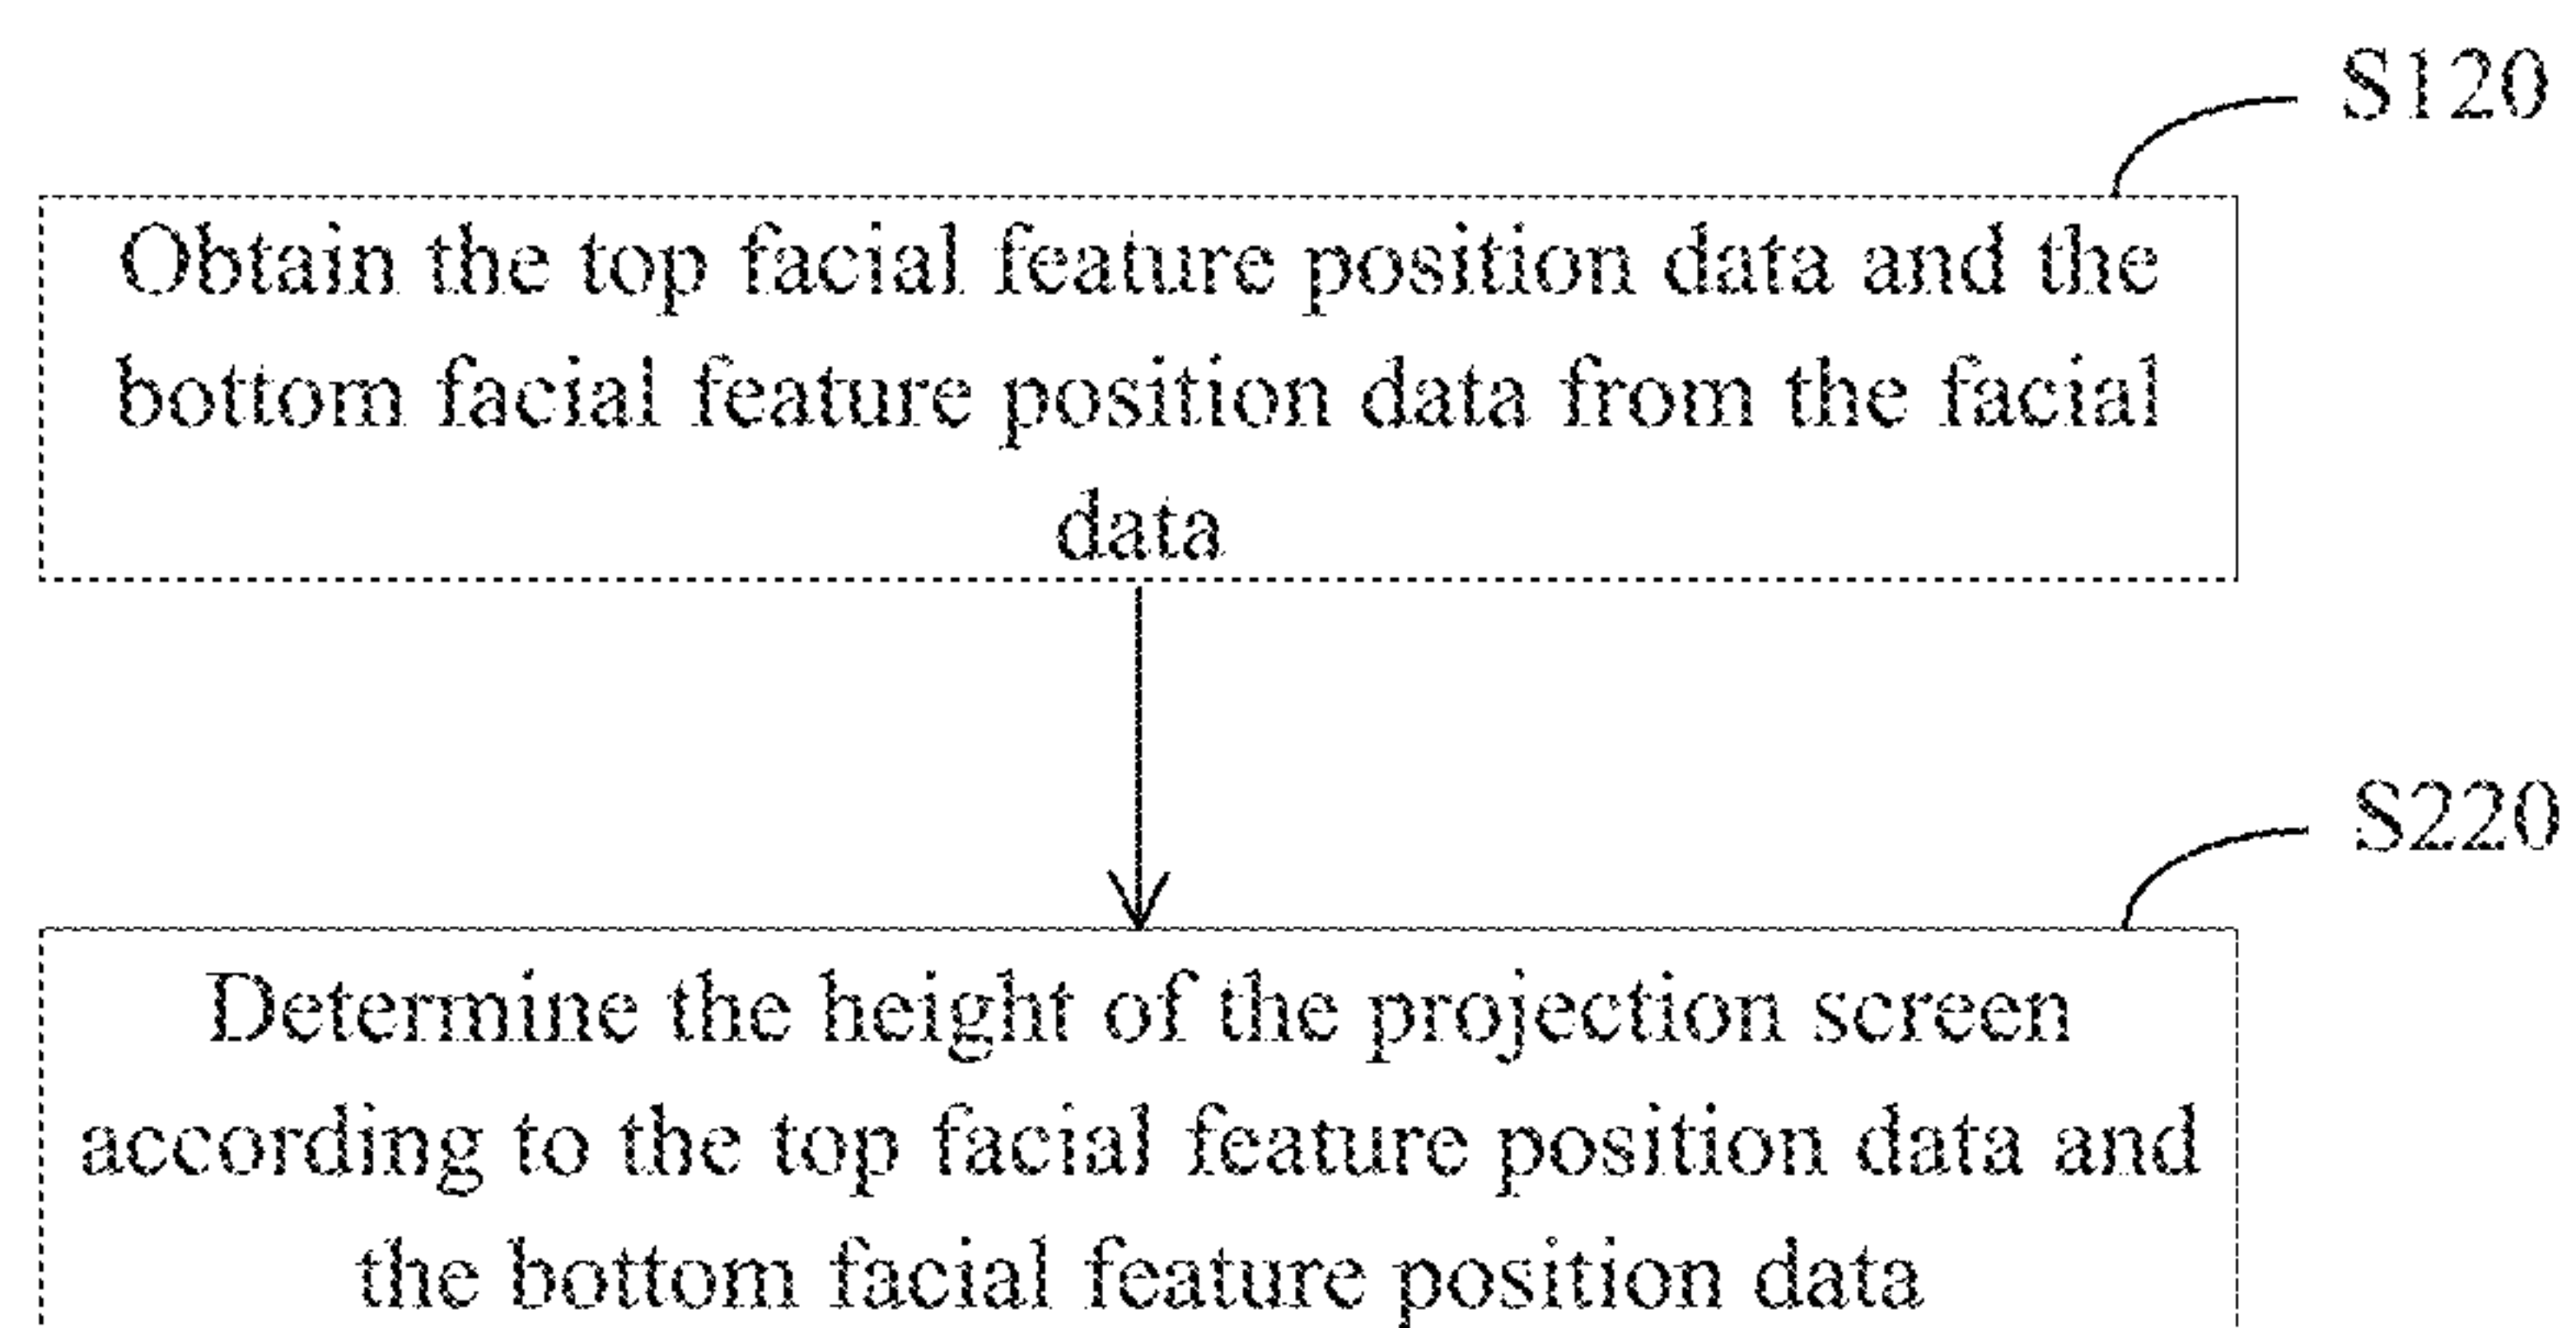 S120
Obtain the top facial feature position data and the
bottom facial feature position data from the facial
data
S220
Determine the height of the projection screen
according to the top facial feature position data and
the bottom facial feature position data